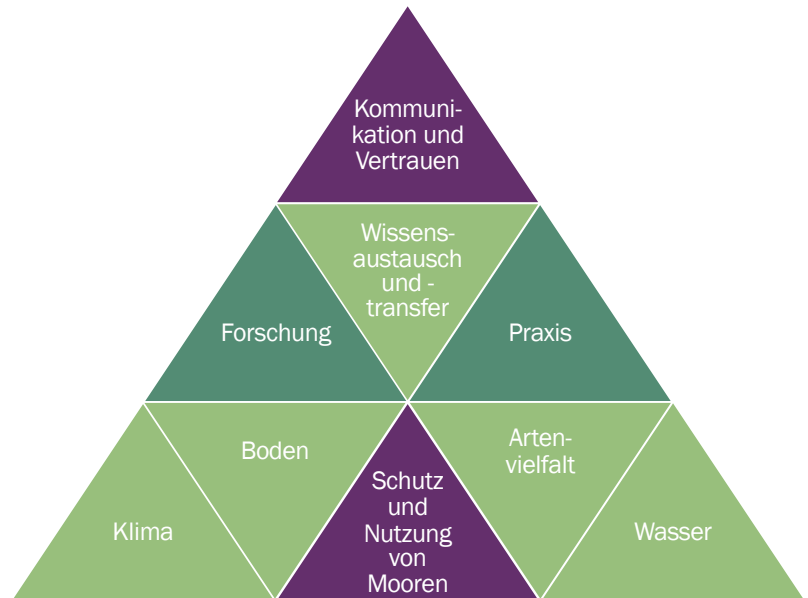 Kommuni-
kation und
Vertrauen
Wissens-
austausch
und -
transfer
Forschung
Praxis
Boden
Arten-
vielfalt
Schutz
und
Nutzung
von
Mooren
Klima
Wasser